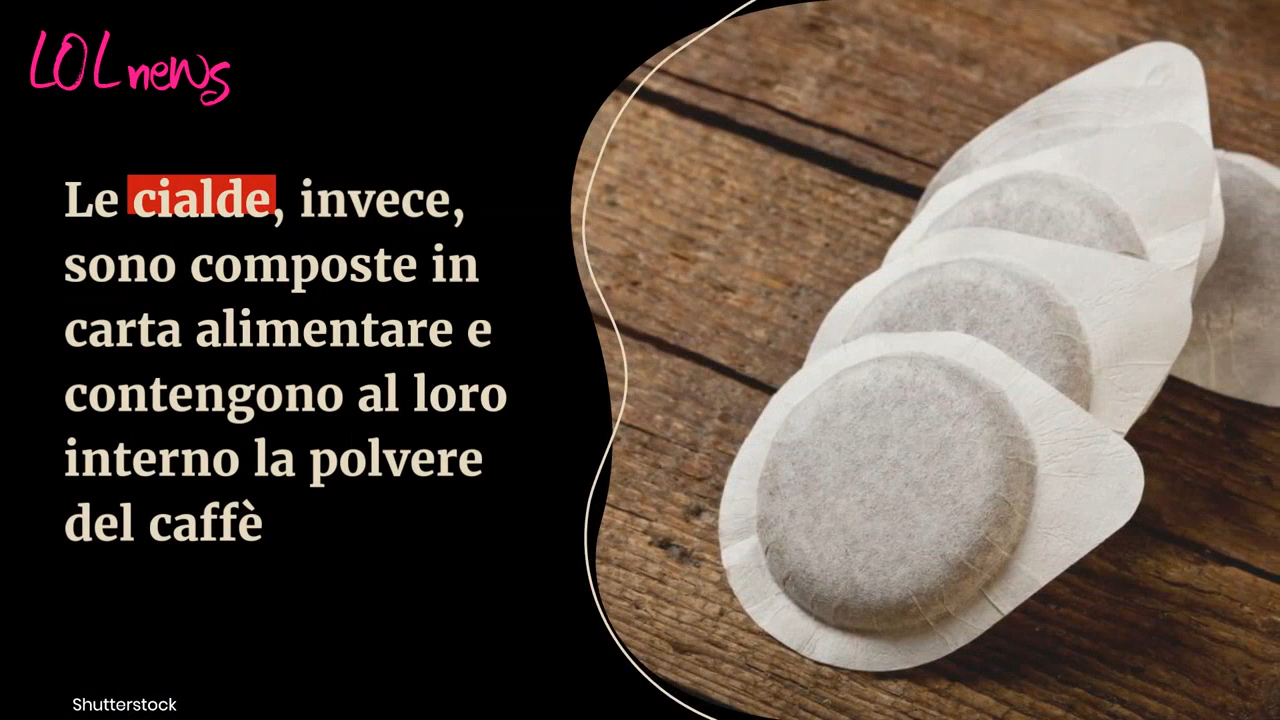 LOL news
Le cialde, invece,
sono composte in
carta alimentare e
contengono al loro
interno la polvere
del caffè
Shutterstock